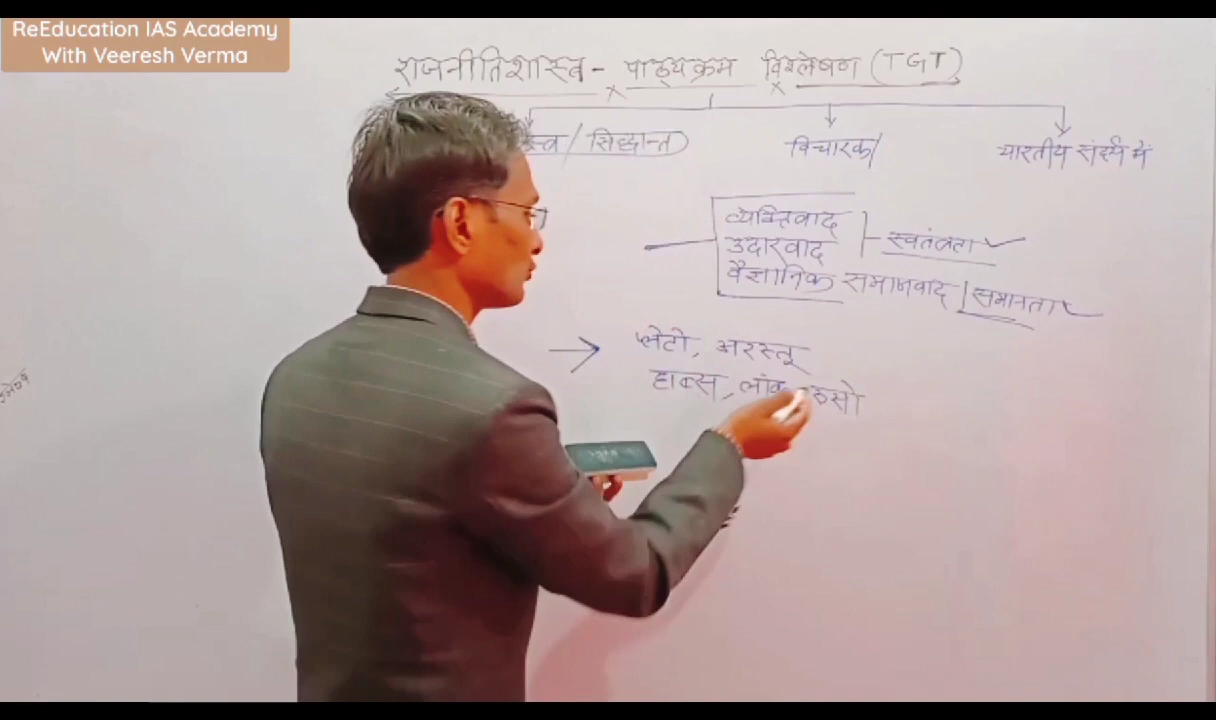 ReEducation IAS Academy
With Veeresh Verma
राजनीतिशास्त्र - पाठ्यक्रम विश्लेषण (TGT)
/ सिद्धान्त
विचारक/
भारतीय संदर्भ में
व्यक्तिवाद
उदारवाद
स्वतंत्रता
वैज्ञानिक समाजवाद
समानता
प्लेटो, अरस्तू
हाब्स, लॉक रूसो